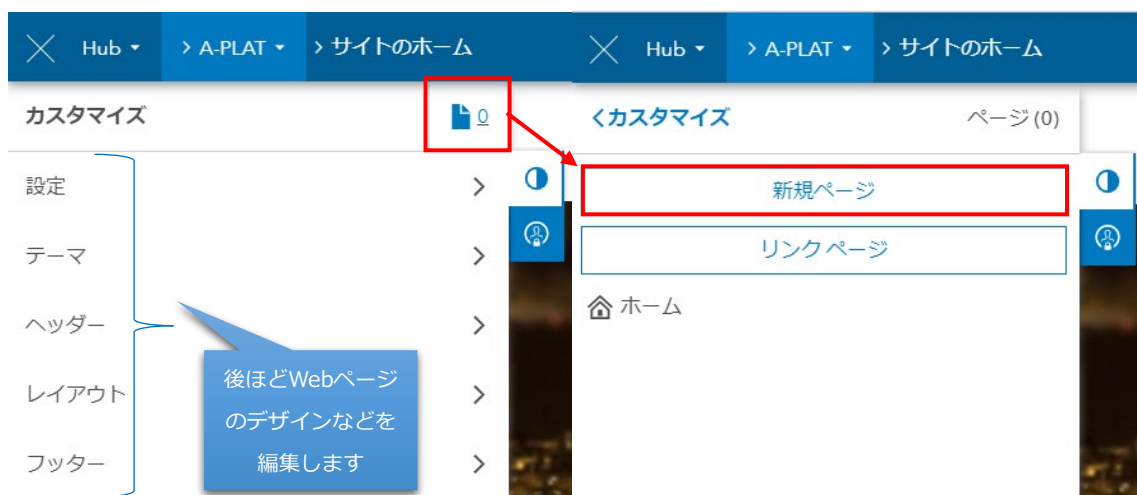 Hub
> A-PLAT
> サイトのホーム
カスタマイズ
0
設定
テーマ
ヘッダー
レイアウト
フッター
後ほどWebページ
のデザインなどを
編集します
Hub
> A-PLAT
> サイトのホーム
<カスタマイズ
ページ (0)
新規ページ
リンク ページ
ホーム